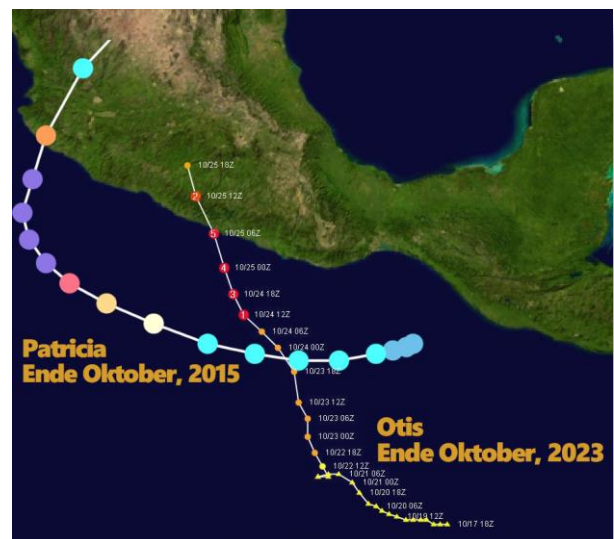 10/25 18Z
2 10/25 12Z
5 10/25 06Z
4 10/25 00Z
3 10/24 18Z
1 10/24 12Z
10/24 06Z
10/24 00Z
10/23 18Z
Patricia
Ende Oktober, 2015
10/23 12Z
10/23 06Z
10/23 00Z
10/22 18Z
Otis
Ende Oktober, 2023
10/22 12Z
10/21 06Z
10/21 00Z
10/20 18Z
10/20 06Z
10/19 12Z
10/17 18Z